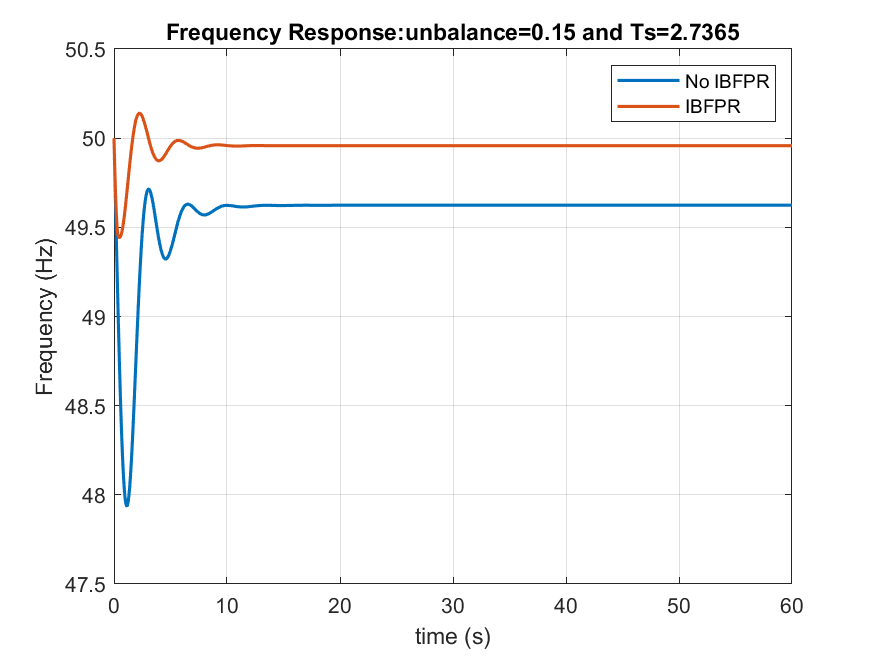 Frequency Response:unbalance=0.15 and Ts=2.7365
50.5
No IBFPR
IBFPR
50
49.5
49
48.5
48
47.5
Frequency (Hz)
0 10 20 30 40 50 60
time (s)